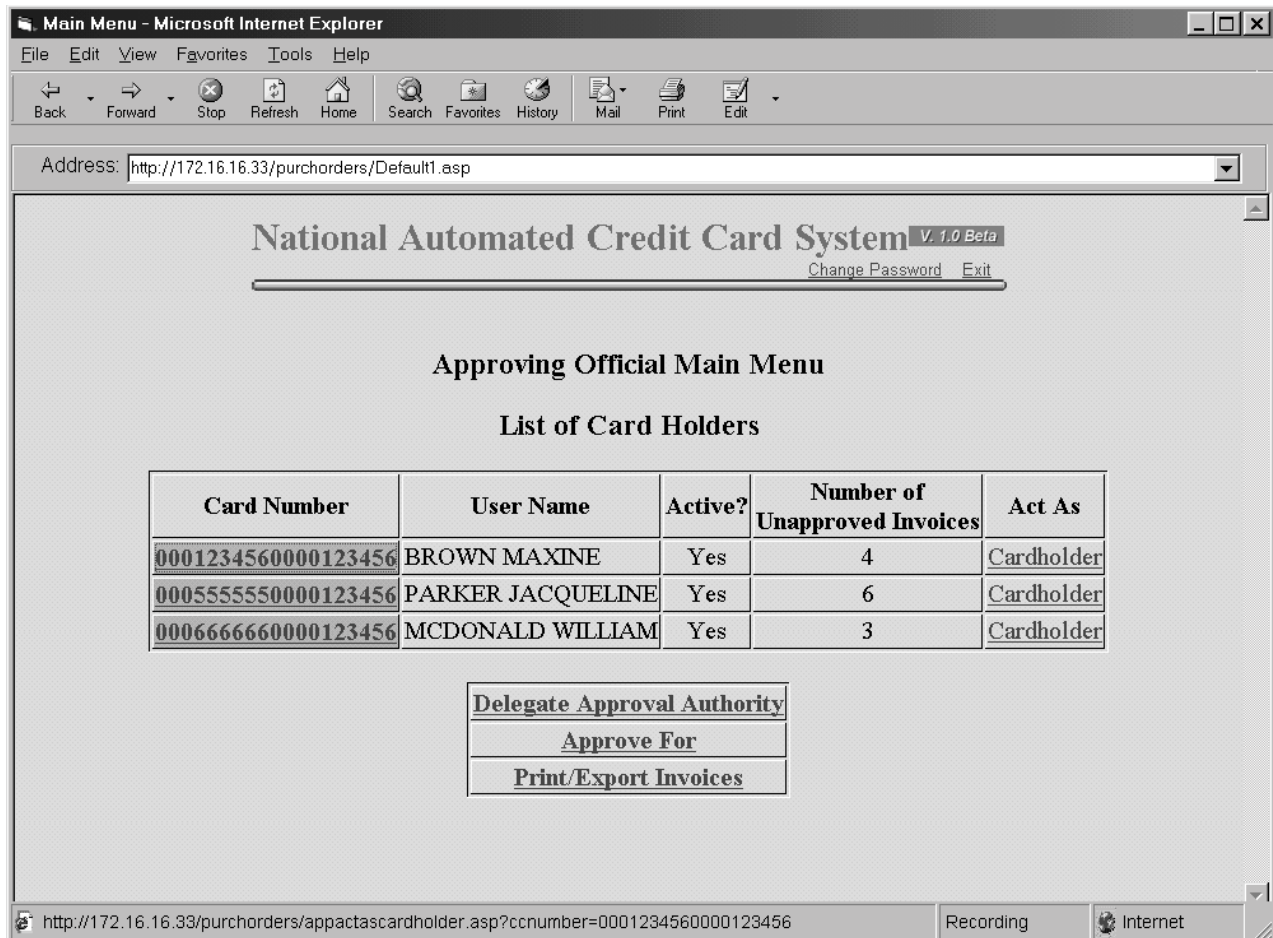 Main Menu - Microsoft Internet Explorer
File Edit View Favorites Tools Help
Back Forward Stop Refresh Home Search Favorites History Mail Print Edit
Address: http://172.16.16.33/purchorders/Default1.asp
National Automated Credit Card System V. 1.0 Beta
Change Password Exit
Approving Official Main Menu
List of Card Holders
Card Number User Name Active? Number of Unapproved Invoices Act As
0001234560000123456 BROWN MAXINE Yes 4 Cardholder
0005555550000123456 PARKER JACQUELINE Yes 6 Cardholder
0006666660000123456 MCDONALD WILLIAM Yes 3 Cardholder
Delegate Approval Authority
Approve For
Print/Export Invoices
http://172.16.16.33/purchorders/appactascardholder.asp?ccnumber=0001234560000123456 Recording Internet